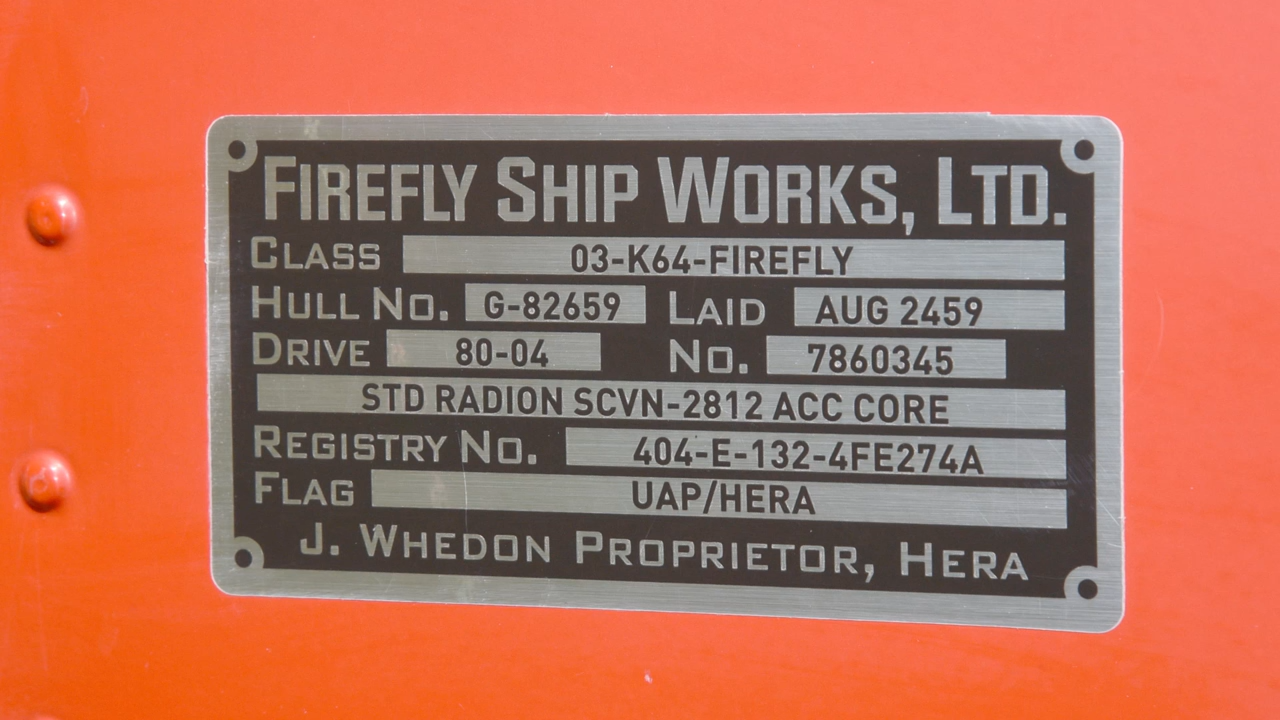 FIREFLY SHIP WORKS, LTD.
CLASS 03-K64-FIREFLY
HULL NO. G-82659 LAID AUG 2459
DRIVE 80-04 NO. 7860345
STD RADION SCVN-2812 ACC CORE
REGISTRY NO. 404-E-132-4FE274A
FLAG UAP/HERA
J. WHEDON PROPRIETOR, HERA